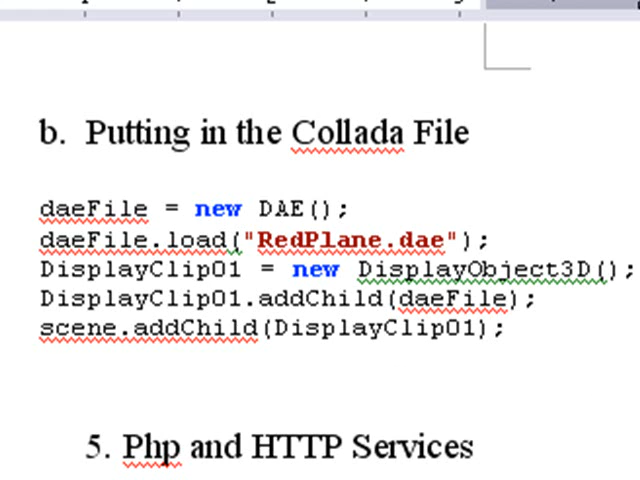 b. Putting in the Collada File
daeFile = new DAE();
daeFile.load("RedPlane.dae");
DisplayClip01 = new DisplayObject3D();
DisplayClip01.addChild(daeFile);
scene.addChild(DisplayClip01);
5. Php and HTTP Services